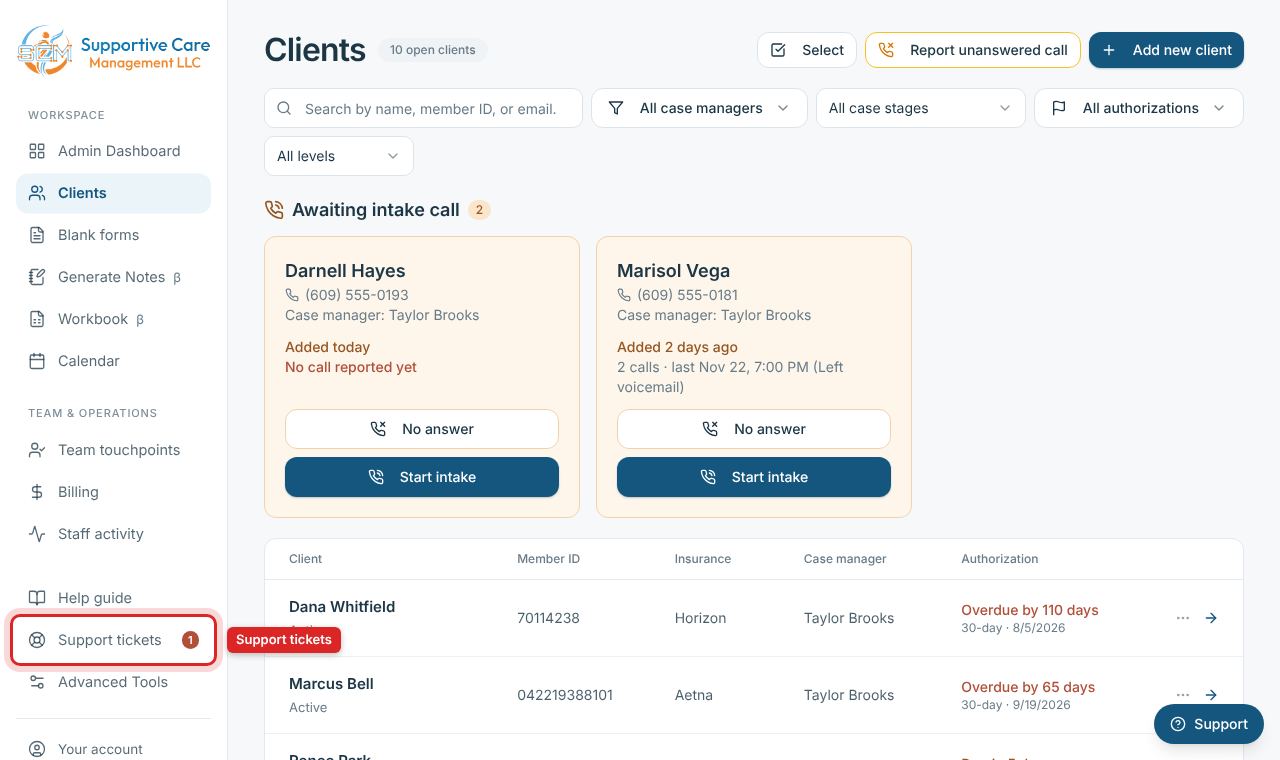 SCM
Supportive Care
Management LLC
WORKSPACE
Admin Dashboard
Clients
Blank forms
Generate Notes β
Workbook β
Calendar
TEAM & OPERATIONS
Team touchpoints
Billing
Staff activity
Help guide
Support tickets 1
Support tickets
Advanced Tools
Your account
Clients 10 open clients
Select
Report unanswered call
Add new client
Search by name, member ID, or email.
All case managers
All case stages
All authorizations
All levels
Awaiting intake call 2
Darnell Hayes
(609) 555-0193
Case manager: Taylor Brooks
Added today
No call reported yet
No answer
Start intake
Marisol Vega
(609) 555-0181
Case manager: Taylor Brooks
Added 2 days ago
2 calls · last Nov 22, 7:00 PM (Left
voicemail)
No answer
Start intake
Client Member ID Insurance Case manager Authorization
Dana Whitfield 70114238 Horizon Taylor Brooks Overdue by 110 days
30-day · 8/5/2026
Marcus Bell 042219388101 Aetna Taylor Brooks Overdue by 65 days
Active 30-day · 9/19/2026
Support